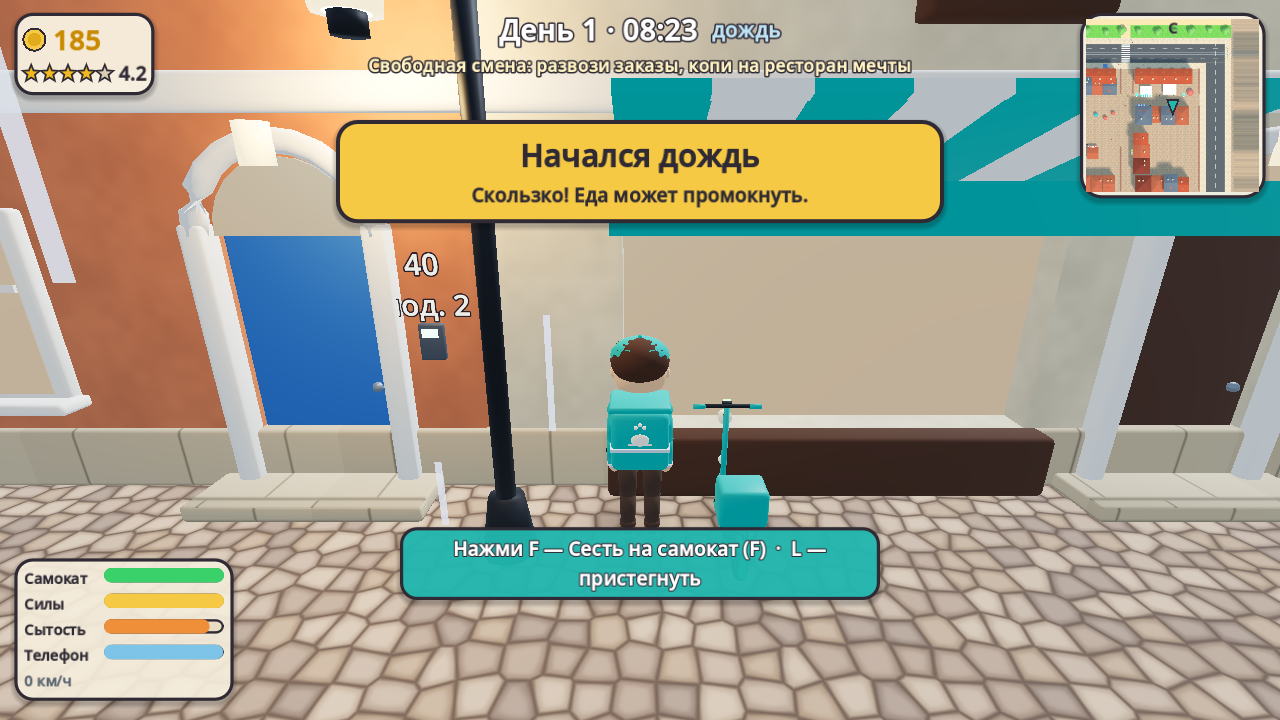 185
4.2
День 1 · 08:23 дождь
Свободная смена: развози заказы, копи на ресторан мечты
С
Начался дождь
Скользко! Еда может промокнуть.
40
под. 2
Нажми F — Сесть на самокат (F) · L —
пристегнуть
Самокат
Силы
Сытость
Телефон
0 км/ч